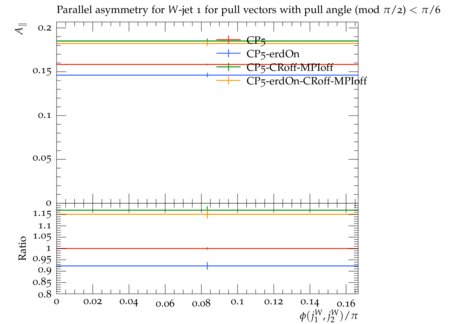 Parallel asymmetry for W-jet 1 for pull vectors with pull angle (mod π/2) < π/6
A||
0.2
0.15
0.1
0.05
0
CP5
CP5-erdOn
CP5-CRoff-MPIoff
CP5-erdOn-CRoff-MPIoff
Ratio
1.15
1.1
1.05
1
0.95
0.9
0.85
0.8
0 0.02 0.04 0.06 0.08 0.1 0.12 0.14 0.16
ϕ(j₁ᵂ, j₂ᵂ)/π